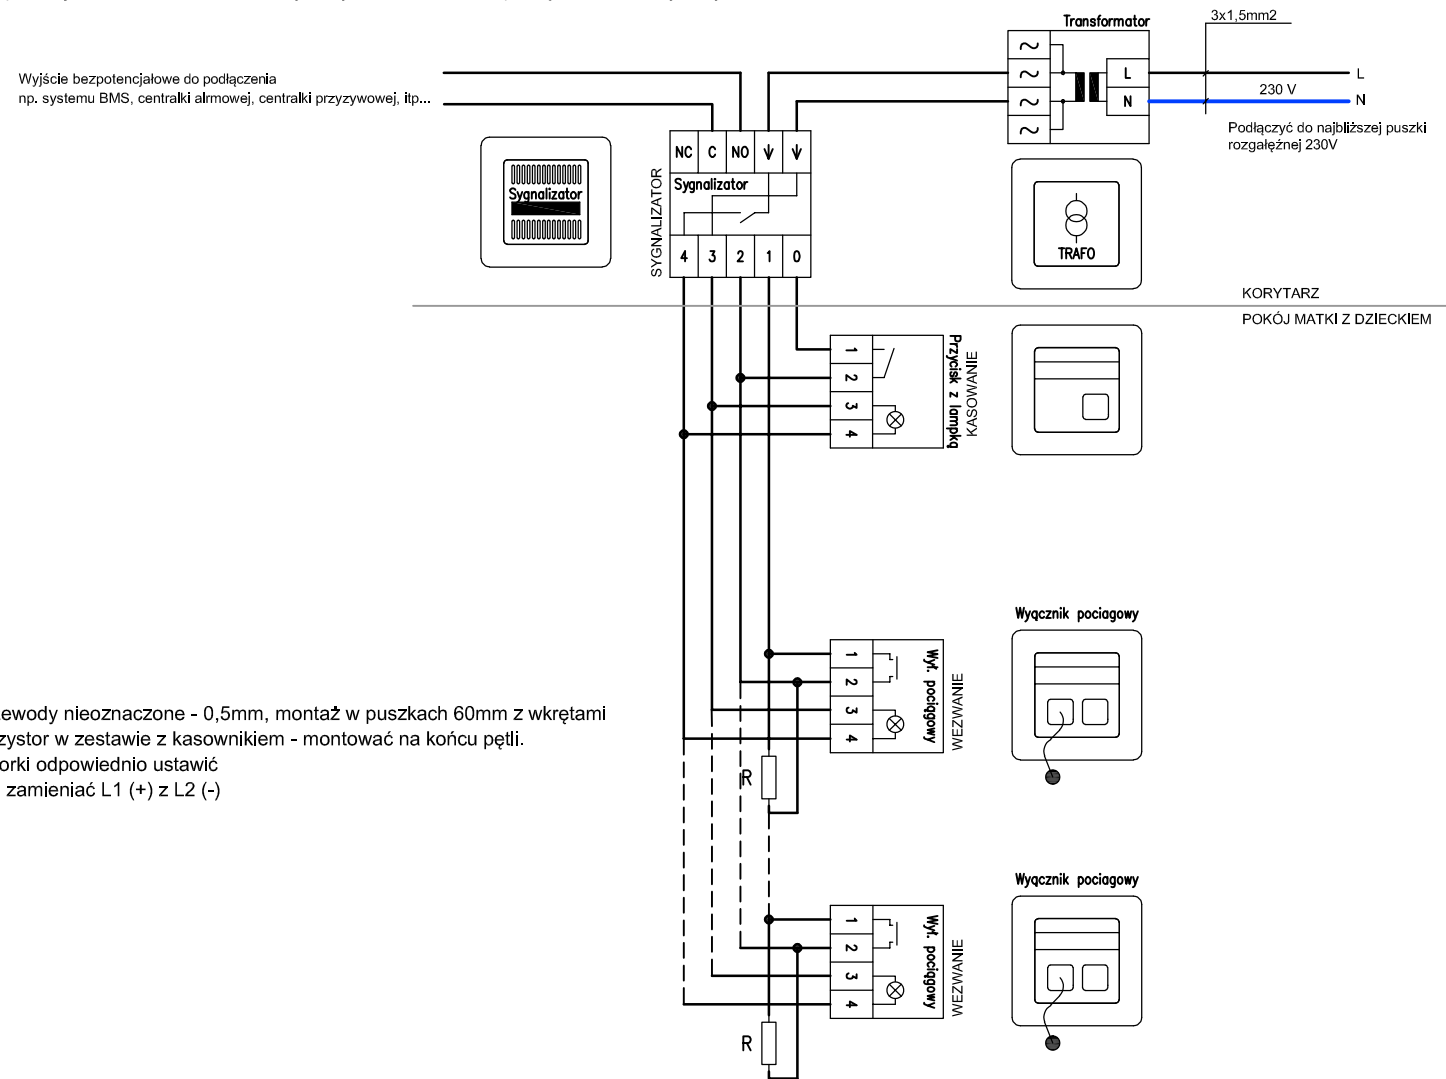 Transformator
3x1,5mm2
L
N
L
N
230 V
Wyjście bezpotencjałowe do podłączenia
np. systemu BMS, centralki alrmowej, centralki przyzywowej, itp...
Podłączyć do najbliższej puszki
rozgałęźnej 230V
NC C NO
Sygnalizator
SYGNALIZATOR
Sygnalizator
4 3 2 1 0
TRAFO
KORYTARZ
POKÓJ MATKI Z DZIECKIEM
1
2
3
4
Przycisk z lampką
KASOWANIE
Wyącznik pociagowy
1
2
3
4
Wył. pociągowy
WEZWANIE
ewody nieoznaczone - 0,5mm, montaż w puszkach 60mm z wkrętami
zystor w zestawie z kasownikiem - montować na końcu pętli.
orki odpowiednio ustawić
zamieniać L1 (+) z L2 (-)
R
Wyącznik pociagowy
1
2
3
4
Wył. pociągowy
WEZWANIE
R